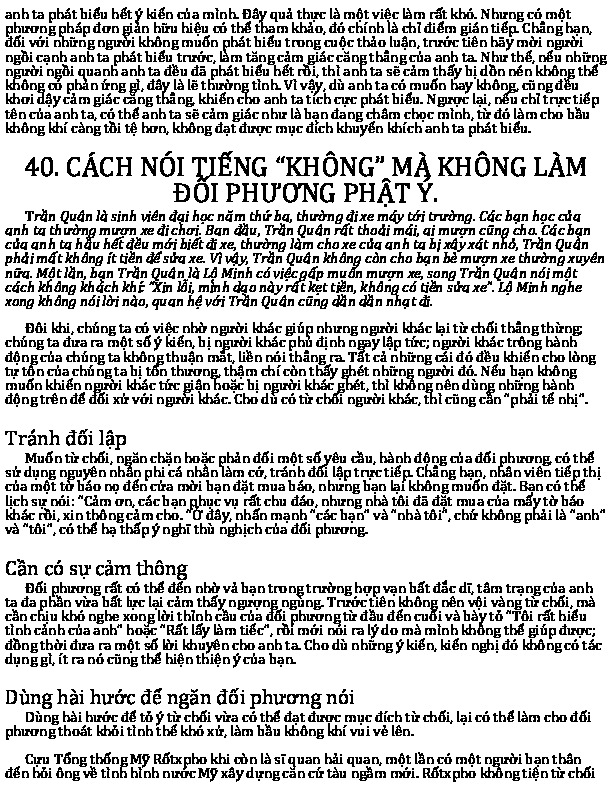 anh ta phát biểu hết ý kiến của mình. Đây quả thực là một việc làm rất khó. Nhưng có một
phương pháp đơn giản hữu hiệu có thể tham khảo, đó chính là chỉ điểm gián tiếp. Chẳng hạn,
đối với những người không muốn phát biểu trong cuộc thảo luận, trước tiên hãy mời người
ngồi cạnh anh ta phát biểu trước, làm tăng cảm giác căng thẳng của anh ta. Như thế, nếu những
người ngồi quanh anh ta đều đã phát biểu hết rồi, thì anh ta sẽ cảm thấy bị dồn nén không thể
không có phản ứng gì, đây là lẽ thường tình. Vì vậy, dù anh ta có muốn hay không, cũng đều
khơi dậy cảm giác căng thẳng, khiến cho anh ta tích cực phát biểu. Ngược lại, nếu chỉ trực tiếp
tên của anh ta, có thể anh ta sẽ cảm giác như là bạn đang châm chọc mình, từ đó làm cho bầu
không khí càng tồi tệ hơn, không đạt được mục đích khuyến khích anh ta phát biểu.
40. CÁCH NÓI TIẾNG “KHÔNG” MÀ KHÔNG LÀM
ĐỐI PHƯƠNG PHẬT Ý.
Trần Quân là sinh viên đại học năm thứ ba, thường đi xe máy tới trường. Các bạn học của
anh ta thường mượn xe đi chơi. Ban đầu, Trần Quân rất thoải mái, ai mượn cũng cho. Các bạn
của anh ta hầu hết đều mới biết đi xe, thường làm cho xe của anh ta bị xây xát nhỏ, Trần Quân
phải mất không ít tiền để sửa xe. Vì vậy, Trần Quân không còn cho bạn bè mượn xe thường xuyên
nữa. Một lần, bạn Trần Quân là Lộ Minh có việc gấp muốn mượn xe, song Trần Quân nói một
cách không khách khí: “Xin lỗi, mình dạo này rất kẹt tiền, không có tiền sửa xe”. Lộ Minh nghe
xong không nói lời nào, quan hệ với Trần Quân cũng dần dần nhạt đi.
Đôi khi, chúng ta có việc nhờ người khác giúp nhưng người khác lại từ chối thẳng thừng;
chúng ta đưa ra một số ý kiến, bị người khác phủ định ngay lập tức; người khác trông hành
động của chúng ta không thuận mắt, liền nói thẳng ra. Tất cả những cái đó đều khiến cho lòng
tự tôn của chúng ta bị tổn thương, thậm chí còn thấy ghét những người đó. Nếu bạn không
muốn khiến người khác tức giận hoặc bị người khác ghét, thì không nên dùng những hành
động trên để đối xử với người khác. Cho dù có từ chối người khác, thì cũng cần “phải tế nhị”.
Tránh đối lập
Muốn từ chối, ngăn chặn hoặc phản đối một số yêu cầu, hành động của đối phương, có thể
sử dụng nguyên nhân phi cá nhân làm cớ, tránh đối lập trực tiếp. Chẳng hạn, nhân viên tiếp thị
của một tờ báo nọ đến cửa mời bạn đặt mua báo, nhưng bạn lại không muốn đặt. Bạn có thể
lịch sự nói: “Cảm ơn, các bạn phục vụ rất chu đáo, nhưng nhà tôi đã đặt mua của mấy tờ báo
khác rồi, xin thông cảm cho. “Ở đây, nhấn mạnh “các bạn” và “nhà tôi”, chứ không phải là “anh”
và “tôi”, có thể hạ thấp ý nghĩ thù nghịch của đối phương.
Cần có sự cảm thông
Đối phương rất có thể đến nhờ vả bạn trong trường hợp vạn bất đắc dĩ, tâm trạng của anh
ta đa phần vừa bất lực lại cảm thấy ngượng ngùng. Trước tiên không nên vội vàng từ chối, mà
cần chịu khó nghe xong lời thỉnh cầu của đối phương từ đầu đến cuối và bày tỏ “Tôi rất hiểu
tình cảnh của anh” hoặc “Rất lấy làm tiếc”, rồi mới nói ra lý do mà mình không thể giúp được;
đồng thời đưa ra một số lời khuyên cho anh ta. Cho dù những ý kiến, kiến nghị đó không có tác
dụng gì, ít ra nó cũng thể hiện thiện ý của bạn.
Dùng hài hước để ngăn đối phương nói
Dùng hài hước để tỏ ý từ chối vừa có thể đạt được mục đích từ chối, lại có thể làm cho đối
phương thoát khỏi tình thế khó xử, làm bầu không khí vui vẻ lên.
Cựu Tổng thống Mỹ Rốtxpho khi còn là sĩ quan hải quan, một lần có một người bạn thân
đến hỏi ông về tình hình nước Mỹ xây dựng căn cứ tàu ngầm mới. Rốtxpho không tiện từ chối